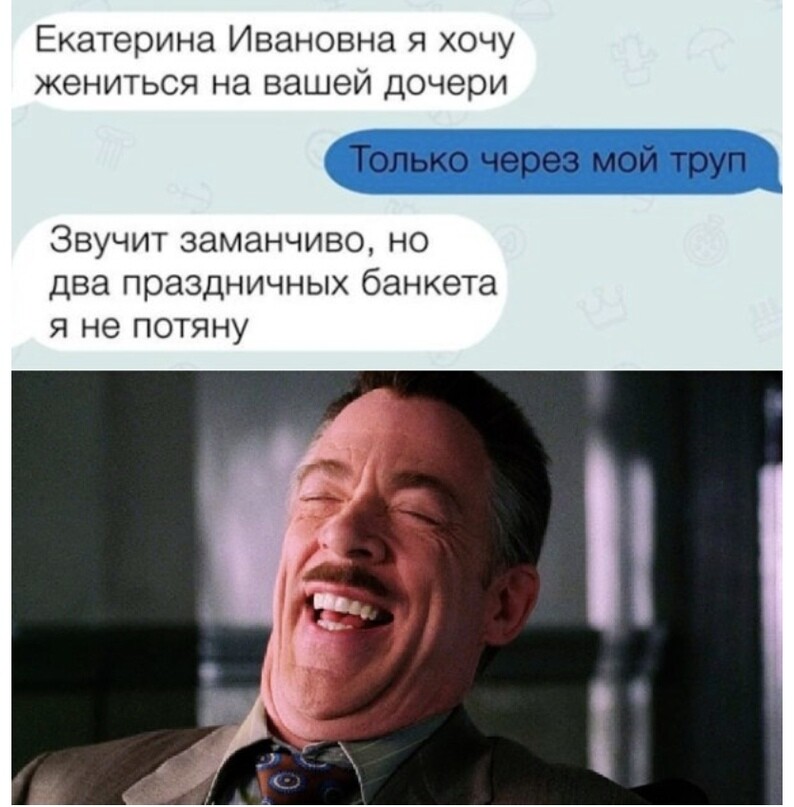 Екатерина Ивановна я хочу
жениться на вашей дочери
Только через мой труп
Звучит заманчиво, но
два праздничных банкета
я не потяну